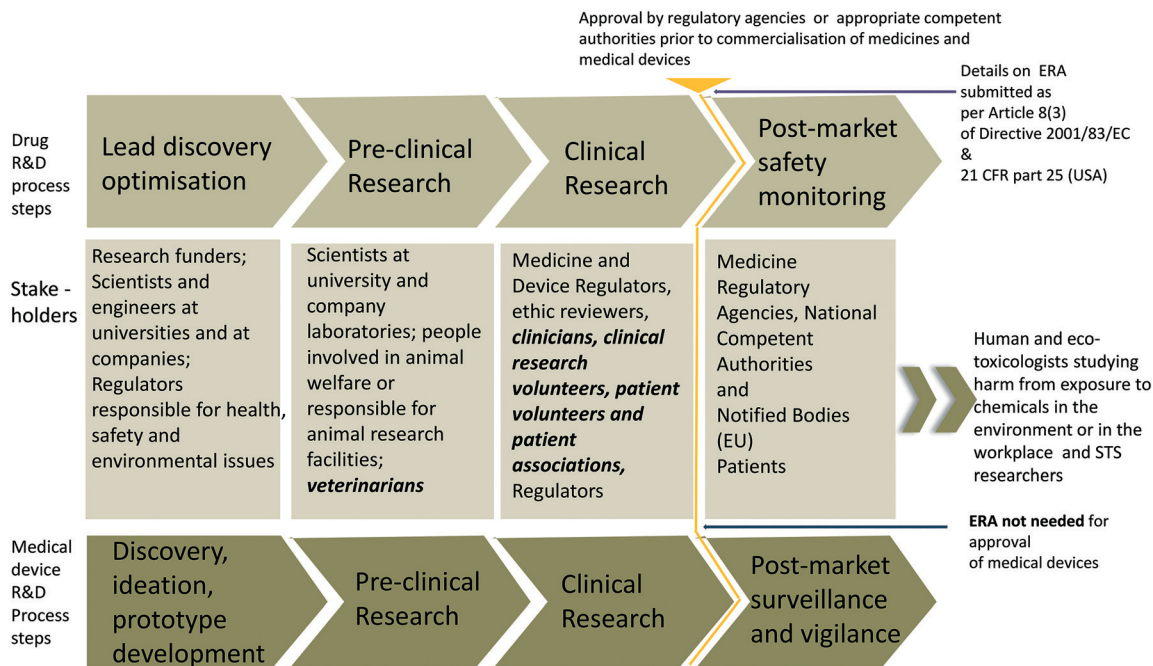 Approval by regulatory agencies or appropriate competent
authorities prior to commercialisation of medicines and
medical devices
Details on ERA
submitted as
per Article 8(3)
of Directive 2001/83/EC
&
21 CFR part 25 (USA)
Drug
R&D
process
steps
Lead discovery
optimisation
Pre-clinical
Research
Clinical
Research
Post-market
safety
monitoring
Stake -
holders
Research funders;
Scientists and
engineers at
universities and at
companies;
Regulators
responsible for health,
safety and
environmental issues
Scientists at
university and
company
laboratories; people
involved in animal
welfare or
responsible for
animal research
facilities;
veterinarians
Medicine and
Device Regulators,
ethic reviewers,
clinicians, clinical
research
volunteers, patient
volunteers and
patient
associations,
Regulators
Medicine
Regulatory
Agencies, National
Competent
Authorities
and
Notified Bodies
(EU)
Patients
Human and eco-
toxicologists studying
harm from exposure to
chemicals in the
environment or in the
workplace and STS
researchers
ERA not needed for
approval
of medical devices
Medical
device
R&D
Process
steps
Discovery,
ideation,
prototype
development
Pre-clinical
Research
Clinical
Research
Post-market
surveillance
and vigilance